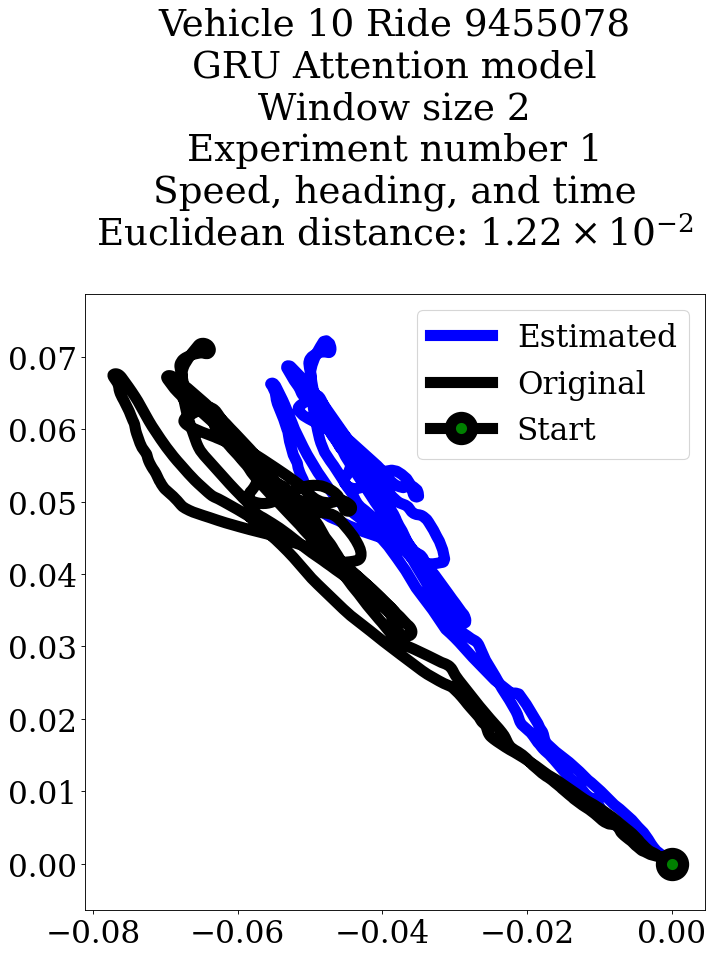 Vehicle 10 Ride 9455078
GRU Attention model
Window size 2
Experiment number 1
Speed, heading, and time
Euclidean distance: 1.22 × 10⁻²
Estimated
Original
Start
0.07
0.06
0.05
0.04
0.03
0.02
0.01
0.00
−0.08 −0.06 −0.04 −0.02 0.00